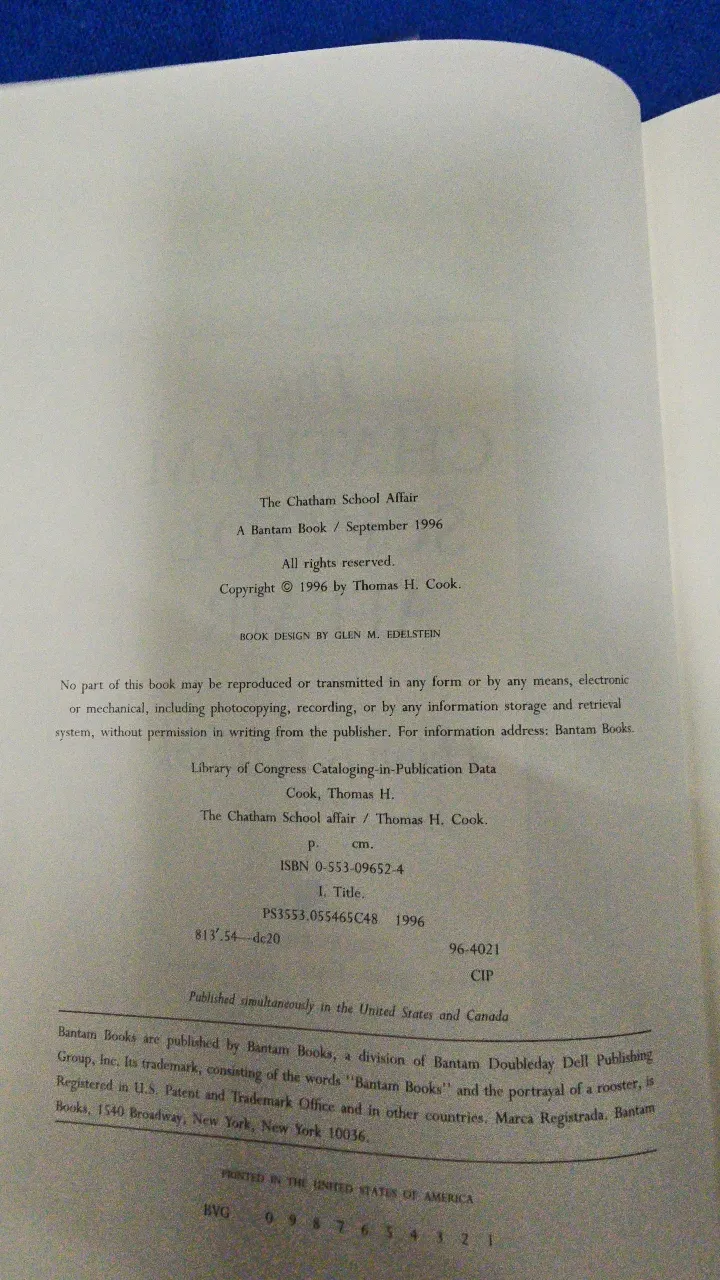 The Chatham School Affair
A Bantam Book / September 1996
All rights reserved.
Copyright © 1996 by Thomas H. Cook.
BOOK DESIGN BY GLEN M. EDELSTEIN
No part of this book may be reproduced or transmitted in any form or by any means, electronic
or mechanical, including photocopying, recording, or by any information storage and retrieval
system, without permission in writing from the publisher. For information address: Bantam Books.
Library of Congress Cataloging-in-Publication Data
Cook, Thomas H.
The Chatham School affair / Thomas H. Cook.
p. cm.
ISBN 0-553-09652-4
I. Title.
PS3553.O55465C48 1996
813'.54—dc20
96-4021
CIP
Published simultaneously in the United States and Canada
Bantam Books are published by Bantam Books, a division of Bantam Doubleday Dell Publishing
Group, Inc. Its trademark, consisting of the words "Bantam Books" and the portrayal of a rooster, is
Registered in U.S. Patent and Trademark Office and in other countries. Marca Registrada. Bantam
Books, 1540 Broadway, New York, New York 10036.
PRINTED IN THE UNITED STATES OF AMERICA
BVG 0 9 8 7 6 5 4 3 2 1